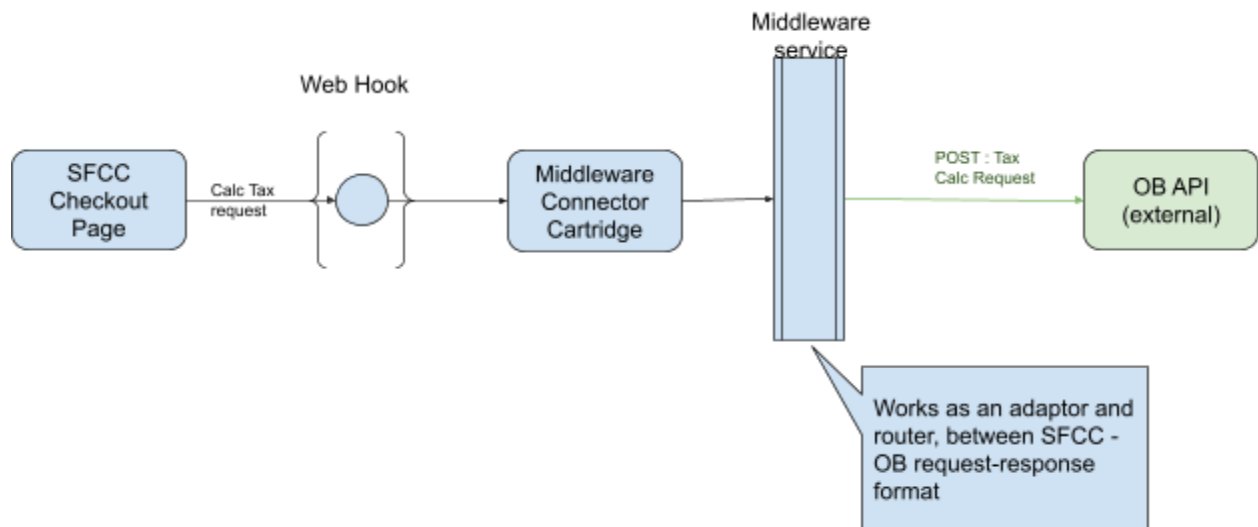 Middleware
service
Web Hook
SFCC
Checkout
Page
Calc Tax
request
Middleware
Connector
Cartridge
POST : Tax
Calc Request
OB API
(external)
Works as an adaptor and
router, between SFCC -
OB request-response
format